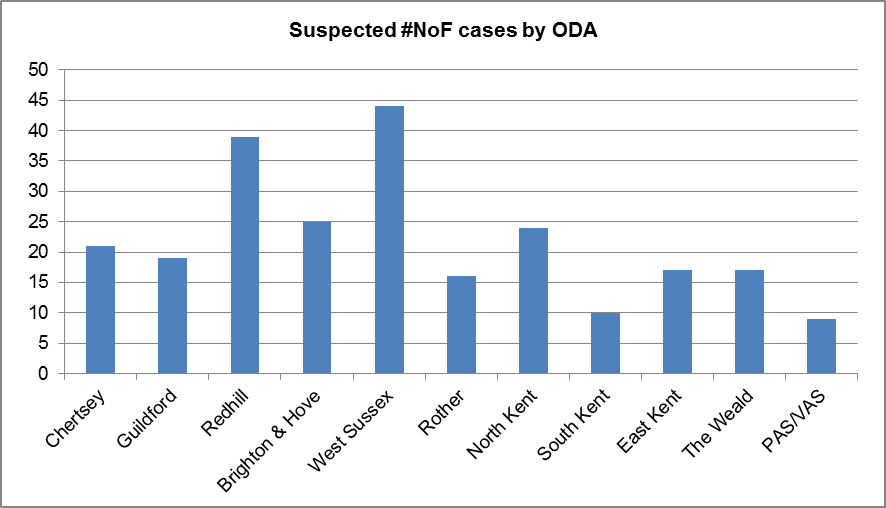 Suspected #NoF cases by ODA
50
45
40
35
30
25
20
15
10
5
0
Chertsey
Guildford
Redhill
Brighton & Hove
West Sussex
Rother
North Kent
South Kent
East Kent
The Weald
PAS/VAS